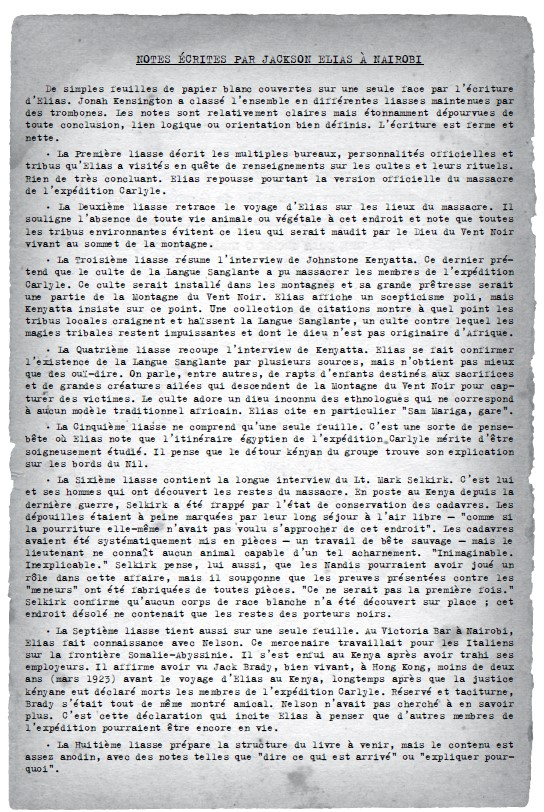 NOTES ÉCRITES PAR JACKSON ELIAS À NAIROBI
De simples feuilles de papier blanc couvertes sur une seule face par l'écriture
d'Elias. Jonah Kensington a classé l'ensemble en différentes liasses maintenues par
des trombones. Les notes sont relativement claires mais étonnamment dépourvues de
toute conclusion, lien logique ou orientation bien définis. L'écriture est ferme et
nette.
· La Première liasse décrit les multiples bureaux, personnalités officielles et
tribus qu'Elias a visités en quête de renseignements sur les cultes et leurs rituels.
Rien de très concluant. Elias repousse pourtant la version officielle du massacre
de l'expédition Carlyle.
· La Deuxième liasse retrace le voyage d'Elias sur les lieux du massacre. Il
souligne l'absence de toute vie animale ou végétale à cet endroit et note que toutes
les tribus environnantes évitent ce lieu qui serait maudit par le Dieu du Vent Noir
vivant au sommet de la montagne.
· La Troisième liasse résume l'interview de Johnstone Kenyatta. Ce dernier pré-
tend que le culte de la Langue Sanglante a pu massacrer les membres de l'expédition
Carlyle. Ce culte serait installé dans les montagnes et sa grande prêtresse serait
une partie de la Montagne du Vent Noir. Elias affiche un scepticisme poli, mais
Kenyatta insiste sur ce point. Une collection de citations montre à quel point les
tribus locales craignent et haïssent la Langue Sanglante, un culte contre lequel les
magies tribales restent impuissantes et dont le dieu n'est pas originaire d'Afrique.
· La Quatrième liasse recoupe l'interview de Kenyatta. Elias se fait confirmer
l'existence de la Langue Sanglante par plusieurs sources, mais n'obtient pas mieux
que des ouï-dire. On parle, entre autres, de rapts d'enfants destinés aux sacrifices
et de grandes créatures ailées qui descendent de la Montagne du Vent Noir pour cap-
turer des victimes. Le culte adore un dieu inconnu des ethnologues qui ne correspond
à aucun modèle traditionnel africain. Elias cite en particulier "Sam Mariga, gare".
· La Cinquième liasse ne comprend qu'une seule feuille. C'est une sorte de pense-
bête où Elias note que l'itinéraire égyptien de l'expédition Carlyle mérite d'être
soigneusement étudié. Il pense que le détour kényan du groupe trouve son explication
sur les bords du Nil.
· La Sixième liasse contient la longue interview du Lt. Mark Selkirk. C'est lui
et ses hommes qui ont découvert les restes du massacre. En poste au Kenya depuis la
dernière guerre, Selkirk a été frappé par l'état de conservation des cadavres. Les
dépouilles étaient à peine marquées par leur long séjour à l'air libre — "comme si
la pourriture elle-même n'avait pas voulu s'approcher de cet endroit". Les cadavres
avaient été systématiquement mis en pièces — un travail de bête sauvage — mais le
lieutenant ne connaît aucun animal capable d'un tel acharnement. "Inimaginable.
Inexplicable." Selkirk pense, lui aussi, que les Nandis pourraient avoir joué un
rôle dans cette affaire, mais il soupçonne que les preuves présentées contre les
"meneurs" ont été fabriquées de toutes pièces. "Ce ne serait pas la première fois."
Selkirk confirme qu'aucun corps de race blanche n'a été découvert sur place ; cet
endroit désolé ne contenait que les restes des porteurs noirs.
· La Septième liasse tient aussi sur une seule feuille. Au Victoria Bar à Nairobi,
Elias fait connaissance avec Nelson. Ce mercenaire travaillait pour les Italiens
sur la frontière Somalie-Abyssinie. Il s'est enfui au Kenya après avoir trahi ses
employeurs. Il affirme avoir vu Jack Brady, bien vivant, à Hong Kong, moins de deux
ans (mars 1923) avant le voyage d'Elias au Kenya, longtemps après que la justice
kényane eut déclaré morts les membres de l'expédition Carlyle. Réservé et taciturne,
Brady s'était tout de même montré amical. Nelson n'avait pas cherché à en savoir
plus. C'est cette déclaration qui incite Elias à penser que d'autres membres de
l'expédition pourraient être encore en vie.
· La Huitième liasse prépare la structure du livre à venir, mais le contenu est
assez anodin, avec des notes telles que "dire ce qui est arrivé" ou "expliquer pour-
quoi".